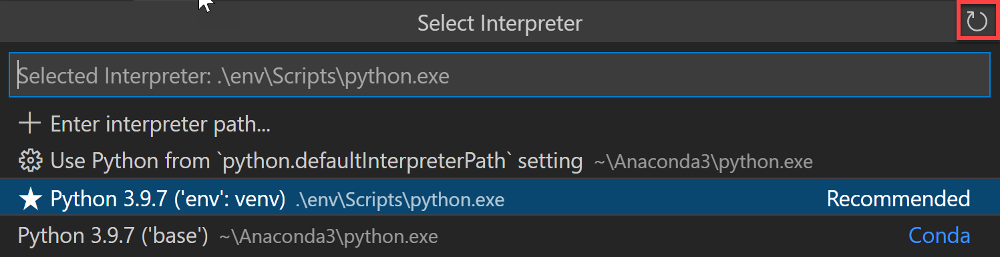 Select Interpreter
Selected Interpreter: .\env\Scripts\python.exe
Enter interpreter path...
Use Python from `python.defaultInterpreterPath` setting ~\Anaconda3\python.exe
Python 3.9.7 ('env': venv) .\env\Scripts\python.exe Recommended
Python 3.9.7 ('base') ~\Anaconda3\python.exe Conda